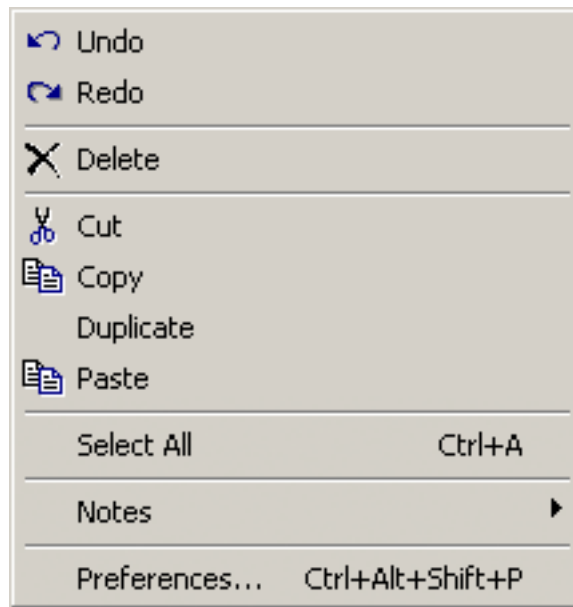 Undo
Redo
Delete
Cut
Copy
Duplicate
Paste
Select All Ctrl+A
Notes
Preferences... Ctrl+Alt+Shift+P